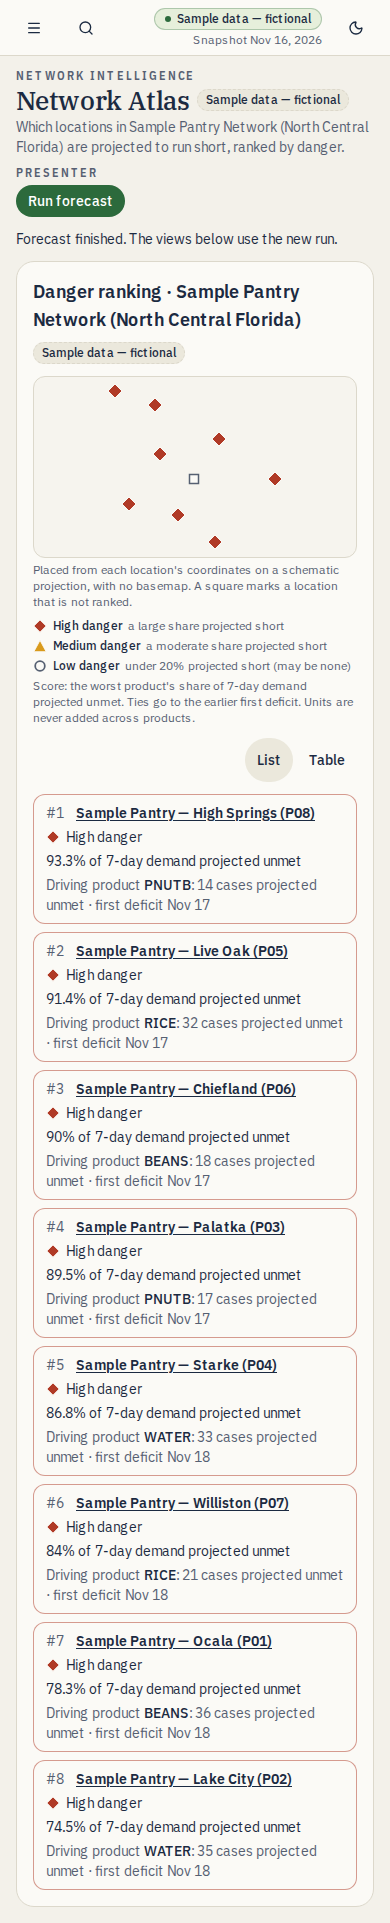 Sample data — fictional
Snapshot Nov 16, 2026
NETWORK INTELLIGENCE
Network Atlas Sample data — fictional
Which locations in Sample Pantry Network (North Central
Florida) are projected to run short, ranked by danger.
PRESENTER
Run forecast
Forecast finished. The views below use the new run.
Danger ranking · Sample Pantry
Network (North Central Florida)
Sample data — fictional
Placed from each location's coordinates on a schematic
projection, with no basemap. A square marks a location
that is not ranked.
High danger a large share projected short
Medium danger a moderate share projected short
Low danger under 20% projected short (may be none)
Score: the worst product's share of 7-day demand
projected unmet. Ties go to the earlier first deficit. Units are
never added across products.
List Table
#1 Sample Pantry — High Springs (P08)
High danger
93.3% of 7-day demand projected unmet
Driving product PNUTB: 14 cases projected
unmet · first deficit Nov 17
#2 Sample Pantry — Live Oak (P05)
High danger
91.4% of 7-day demand projected unmet
Driving product RICE: 32 cases projected unmet
· first deficit Nov 17
#3 Sample Pantry — Chiefland (P06)
High danger
90% of 7-day demand projected unmet
Driving product BEANS: 18 cases projected
unmet · first deficit Nov 17
#4 Sample Pantry — Palatka (P03)
High danger
89.5% of 7-day demand projected unmet
Driving product PNUTB: 17 cases projected
unmet · first deficit Nov 17
#5 Sample Pantry — Starke (P04)
High danger
86.8% of 7-day demand projected unmet
Driving product WATER: 33 cases projected
unmet · first deficit Nov 18
#6 Sample Pantry — Williston (P07)
High danger
84% of 7-day demand projected unmet
Driving product RICE: 21 cases projected unmet
· first deficit Nov 18
#7 Sample Pantry — Ocala (P01)
High danger
78.3% of 7-day demand projected unmet
Driving product BEANS: 36 cases projected
unmet · first deficit Nov 18
#8 Sample Pantry — Lake City (P02)
High danger
74.5% of 7-day demand projected unmet
Driving product WATER: 35 cases projected
unmet · first deficit Nov 18